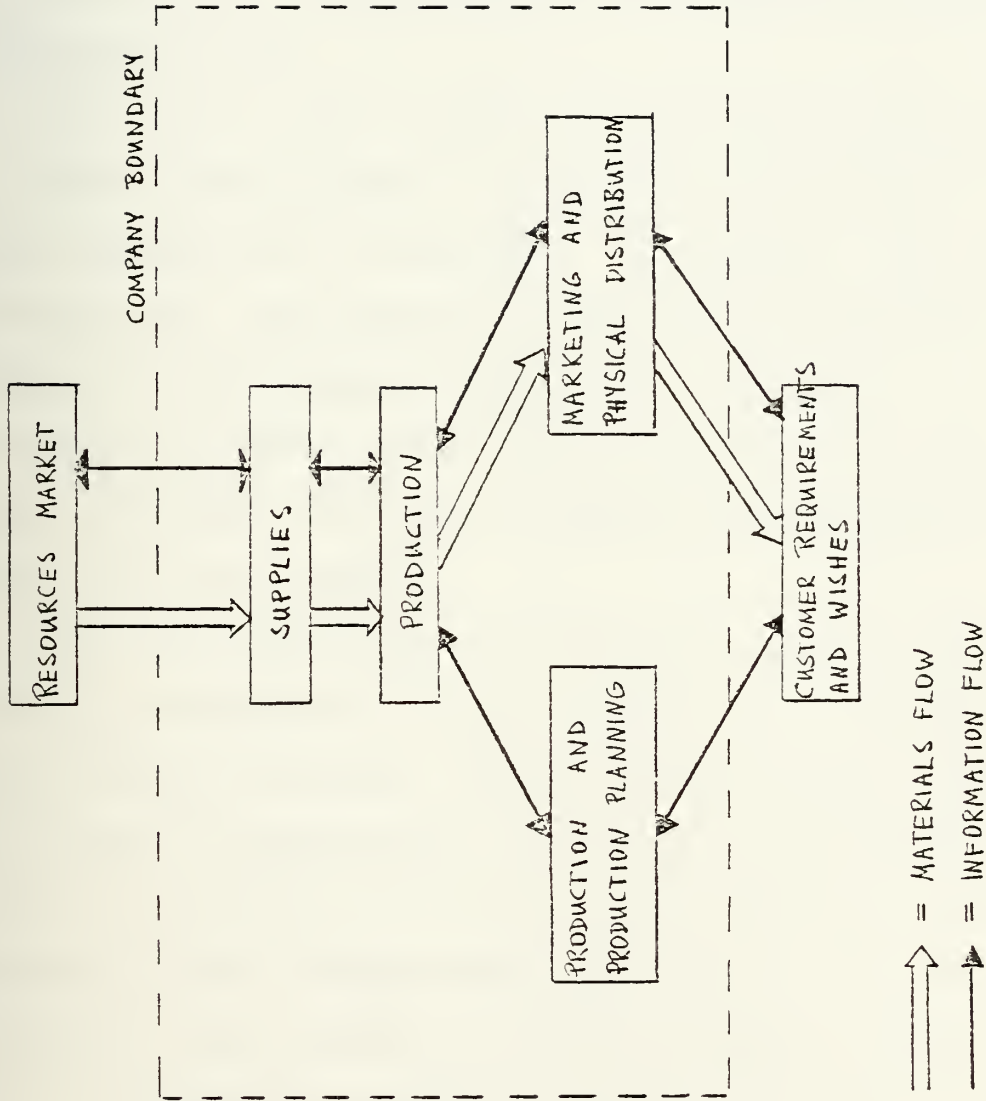 COMPANY BOUNDARY
RESOURCES MARKET
SUPPLIES
PRODUCTION
MARKETING AND
PHYSICAL DISTRIBUTION
PRODUCTION AND
PRODUCTION PLANNING
CUSTOMER REQUIREMENTS
AND WISHES
= MATERIALS FLOW
= INFORMATION FLOW